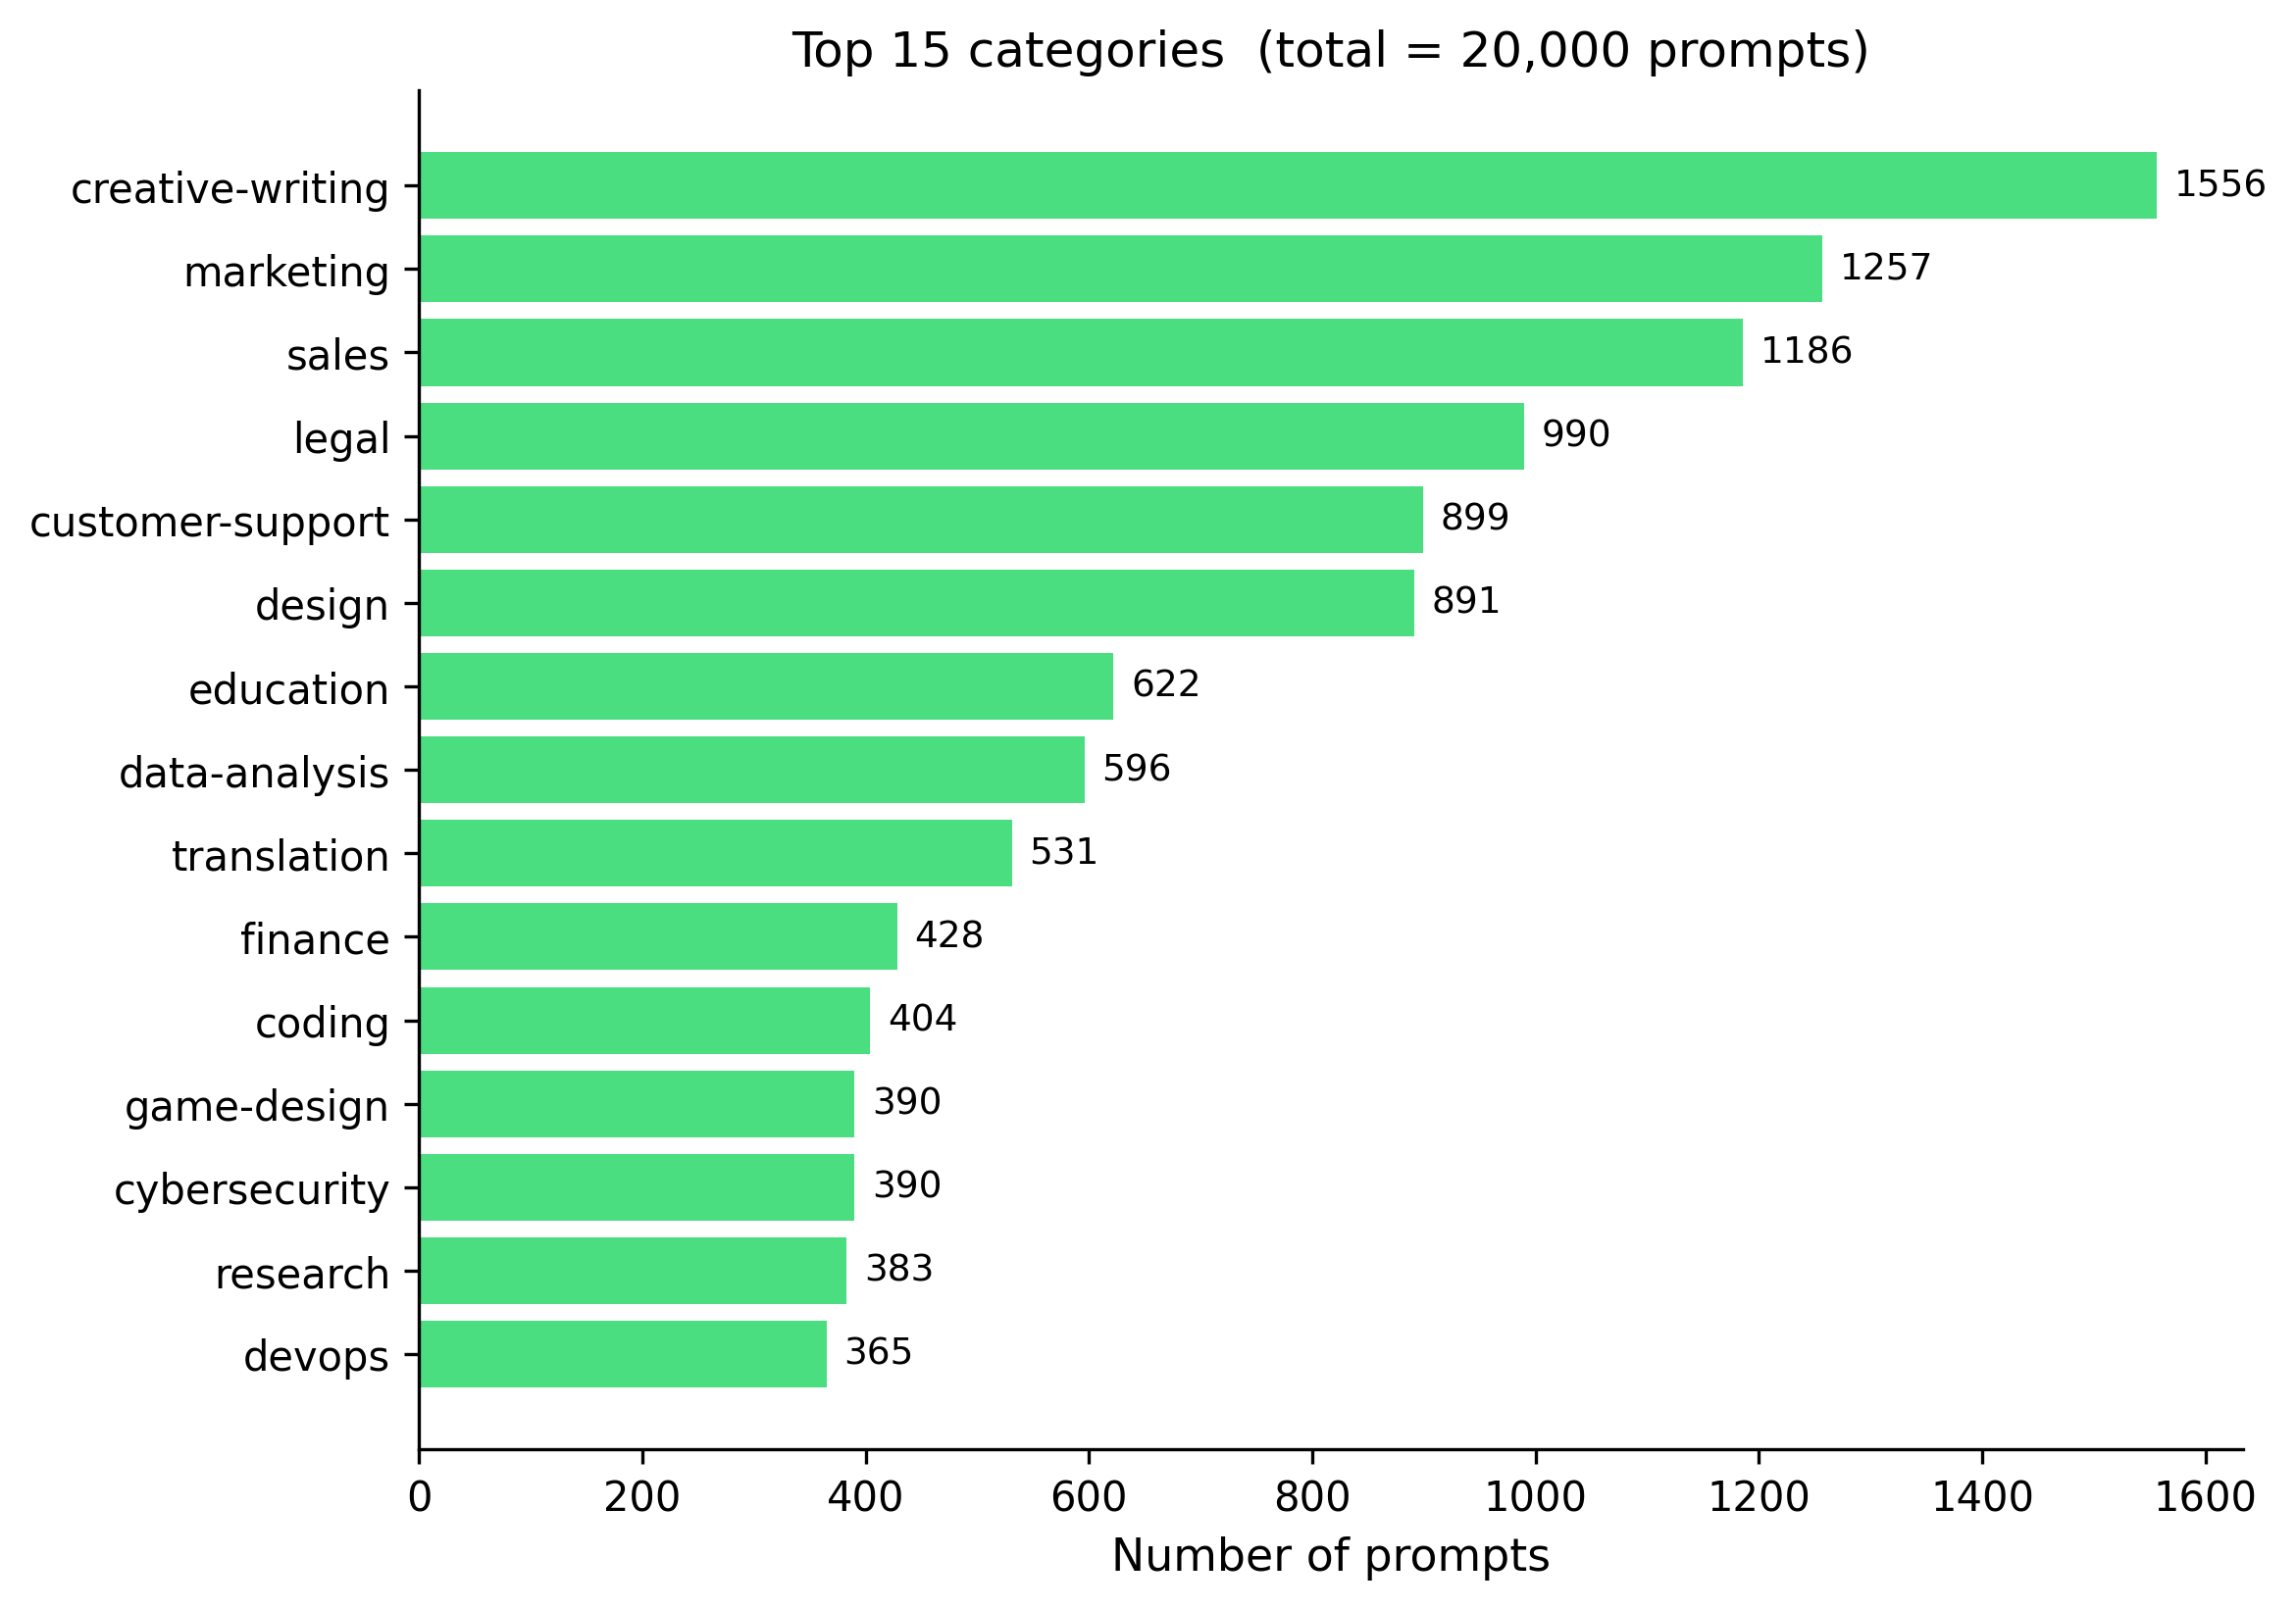 Top 15 categories  (total = 20,000 prompts)
creative-writing 1556
marketing 1257
sales 1186
legal 990
customer-support 899
design 891
education 622
data-analysis 596
translation 531
finance 428
coding 404
game-design 390
cybersecurity 390
research 383
devops 365
0 200 400 600 800 1000 1200 1400 1600
Number of prompts